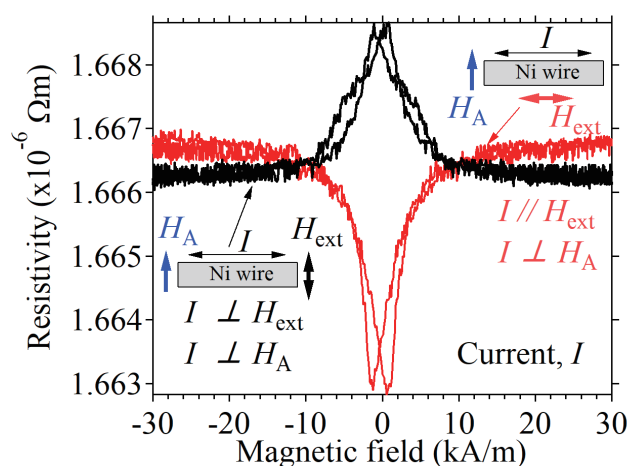 1.668
1.667
1.666
1.665
1.664
1.663
Resistivity (x10⁻⁶ Ωm)
I
Ni wire
H_A
H_ext
I // H_ext
I ⊥ H_A
H_A
I
H_ext
Ni wire
I ⊥ H_ext
I ⊥ H_A
Current, I
-30 -20 -10 0 10 20 30
Magnetic field (kA/m)